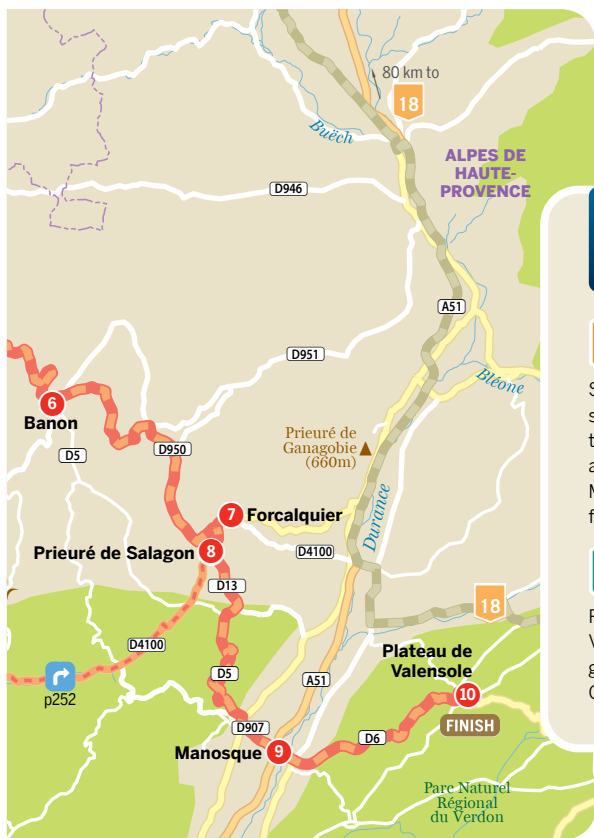 80 km to
18
Buëch
ALPES DE
HAUTE-
PROVENCE
D946
A51
D951
Bléone
6
Banon
D5
D950
Prieuré de
Ganagobie
(660m)
Durance
7
Forcalquier
Prieuré de Salagon
8
D4100
D13
18
D4100
p252
D5
A51
Plateau de
Valensole
10
FINISH
D907
Manosque
9
D6
Parc Naturel
Régional
du Verdon
S
s
t
a
M
f
F
V
g